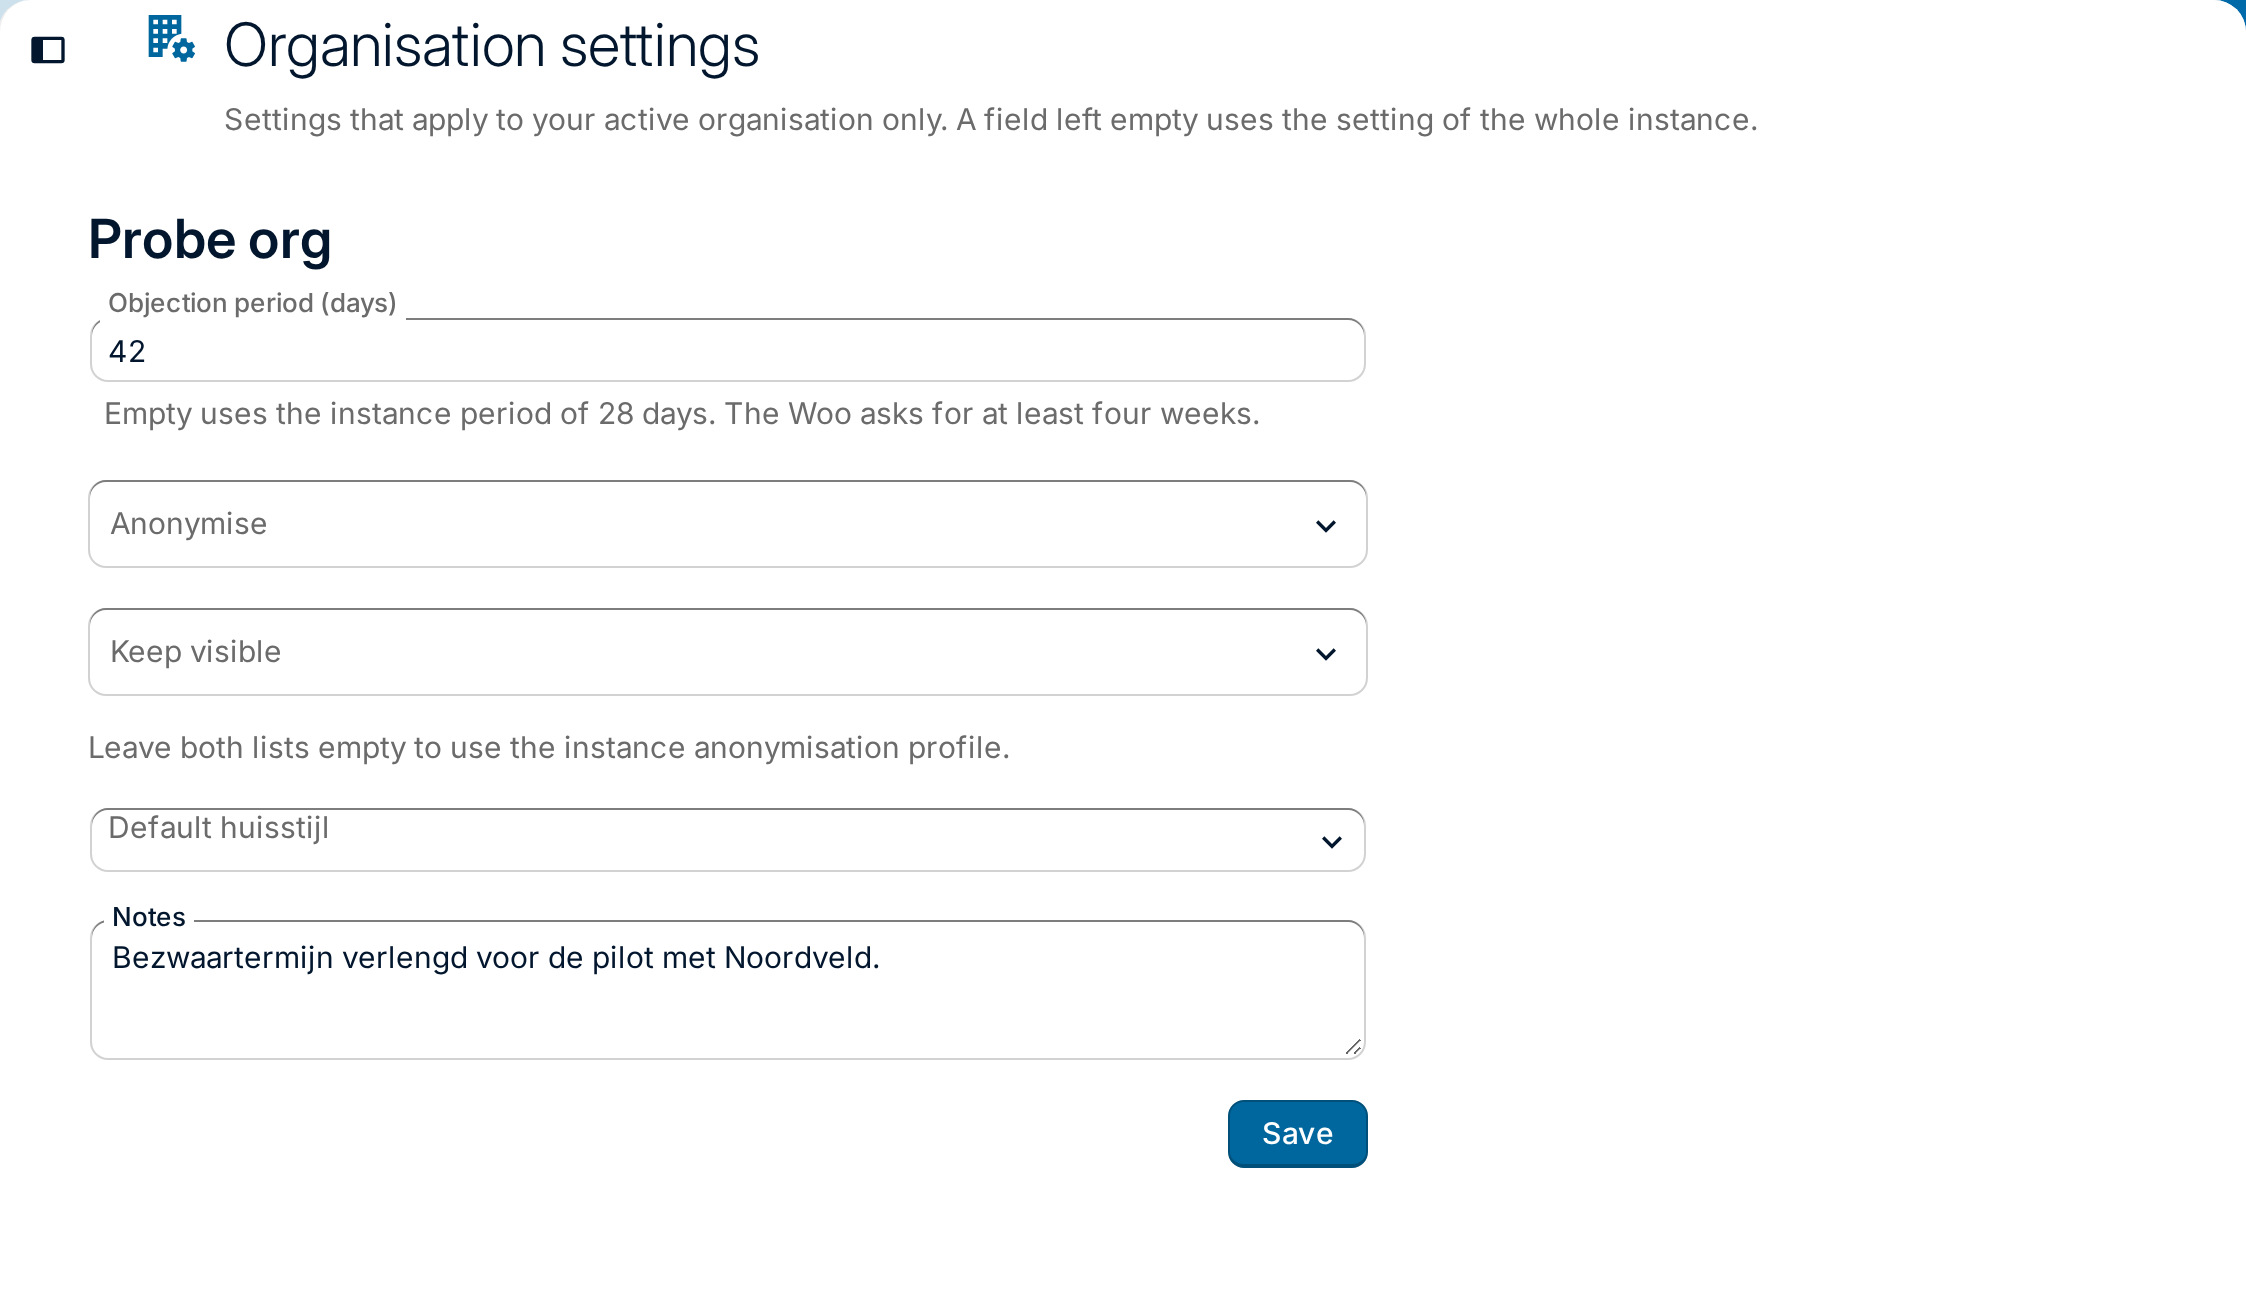 Organisation settings
Settings that apply to your active organisation only. A field left empty uses the setting of the whole instance.
Probe org
Objection period (days)
42
Empty uses the instance period of 28 days. The Woo asks for at least four weeks.
Anonymise
Keep visible
Leave both lists empty to use the instance anonymisation profile.
Default huisstijl
Notes
Bezwaartermijn verlengd voor de pilot met Noordveld.
Save